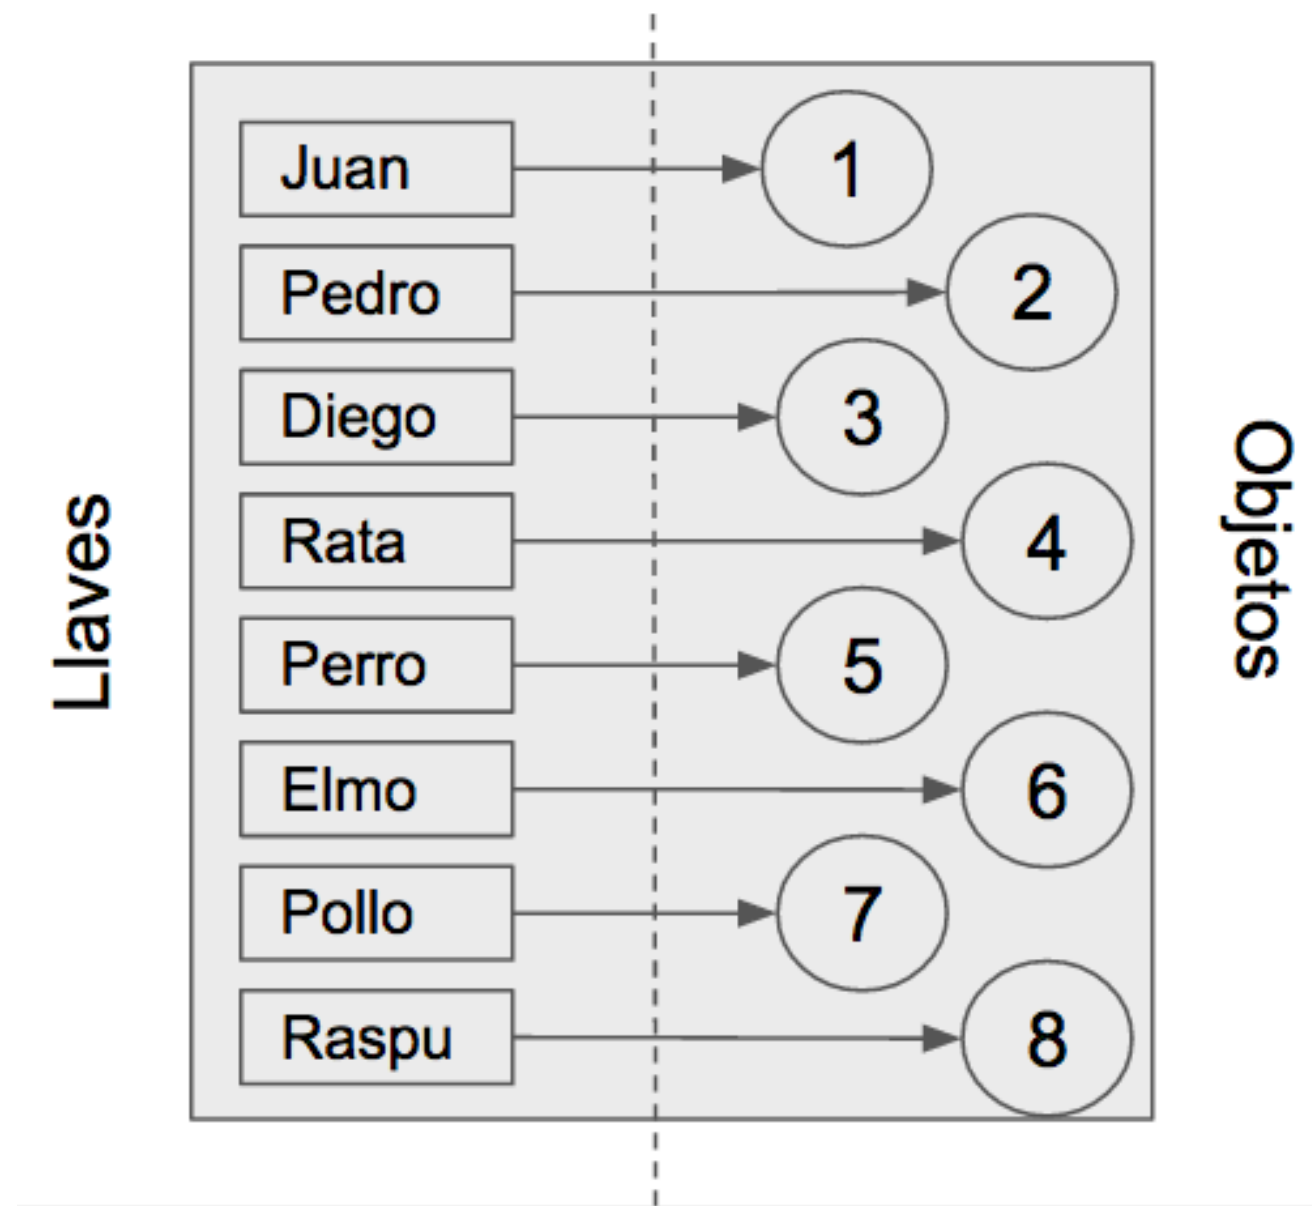 Llaves
Juan
1
Pedro
2
Diego
3
Rata
4
Perro
5
Elmo
6
Pollo
7
Raspu
8
Objetos